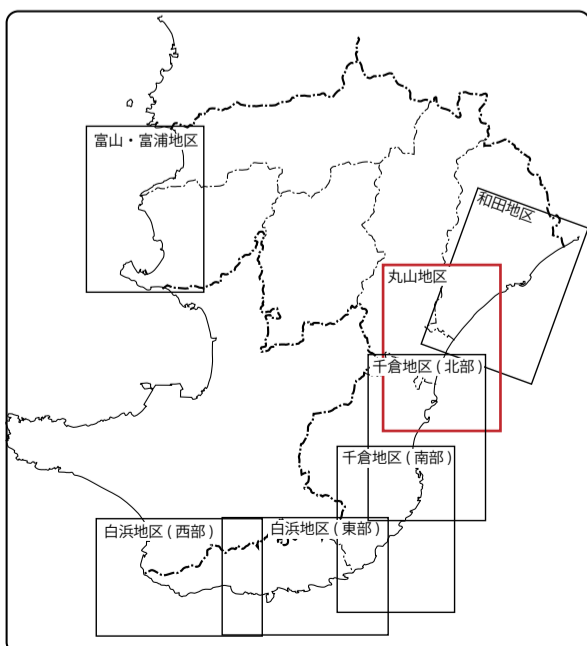 富山・富浦地区
和田地区
丸山地区
千倉地区 ( 北部 )
千倉地区 ( 南部 )
白浜地区 ( 西部 )
白浜地区 ( 東部 )